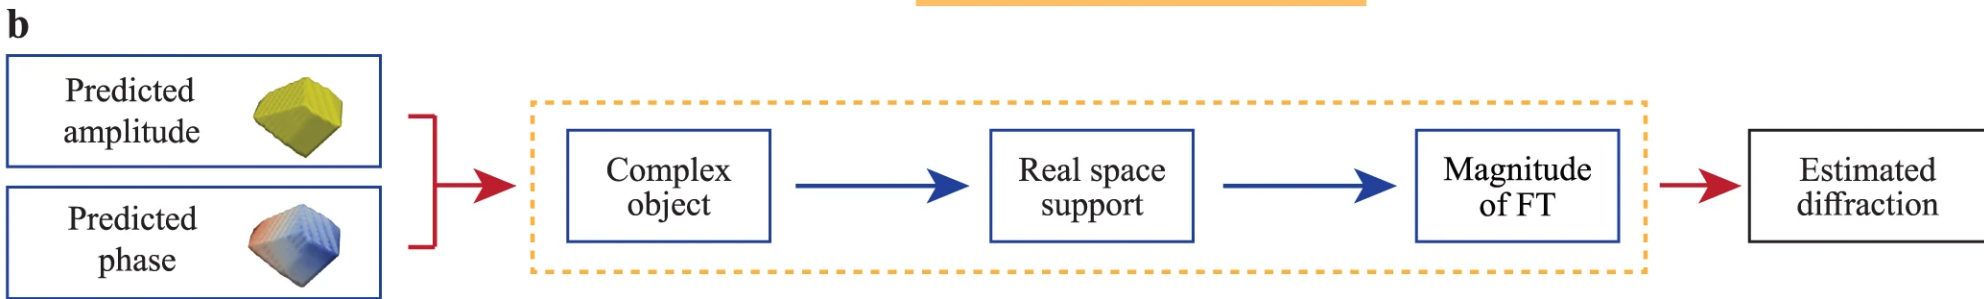 b
Predicted
amplitude
Predicted
phase
Complex
object
Real space
support
Magnitude
of FT
Estimated
diffraction